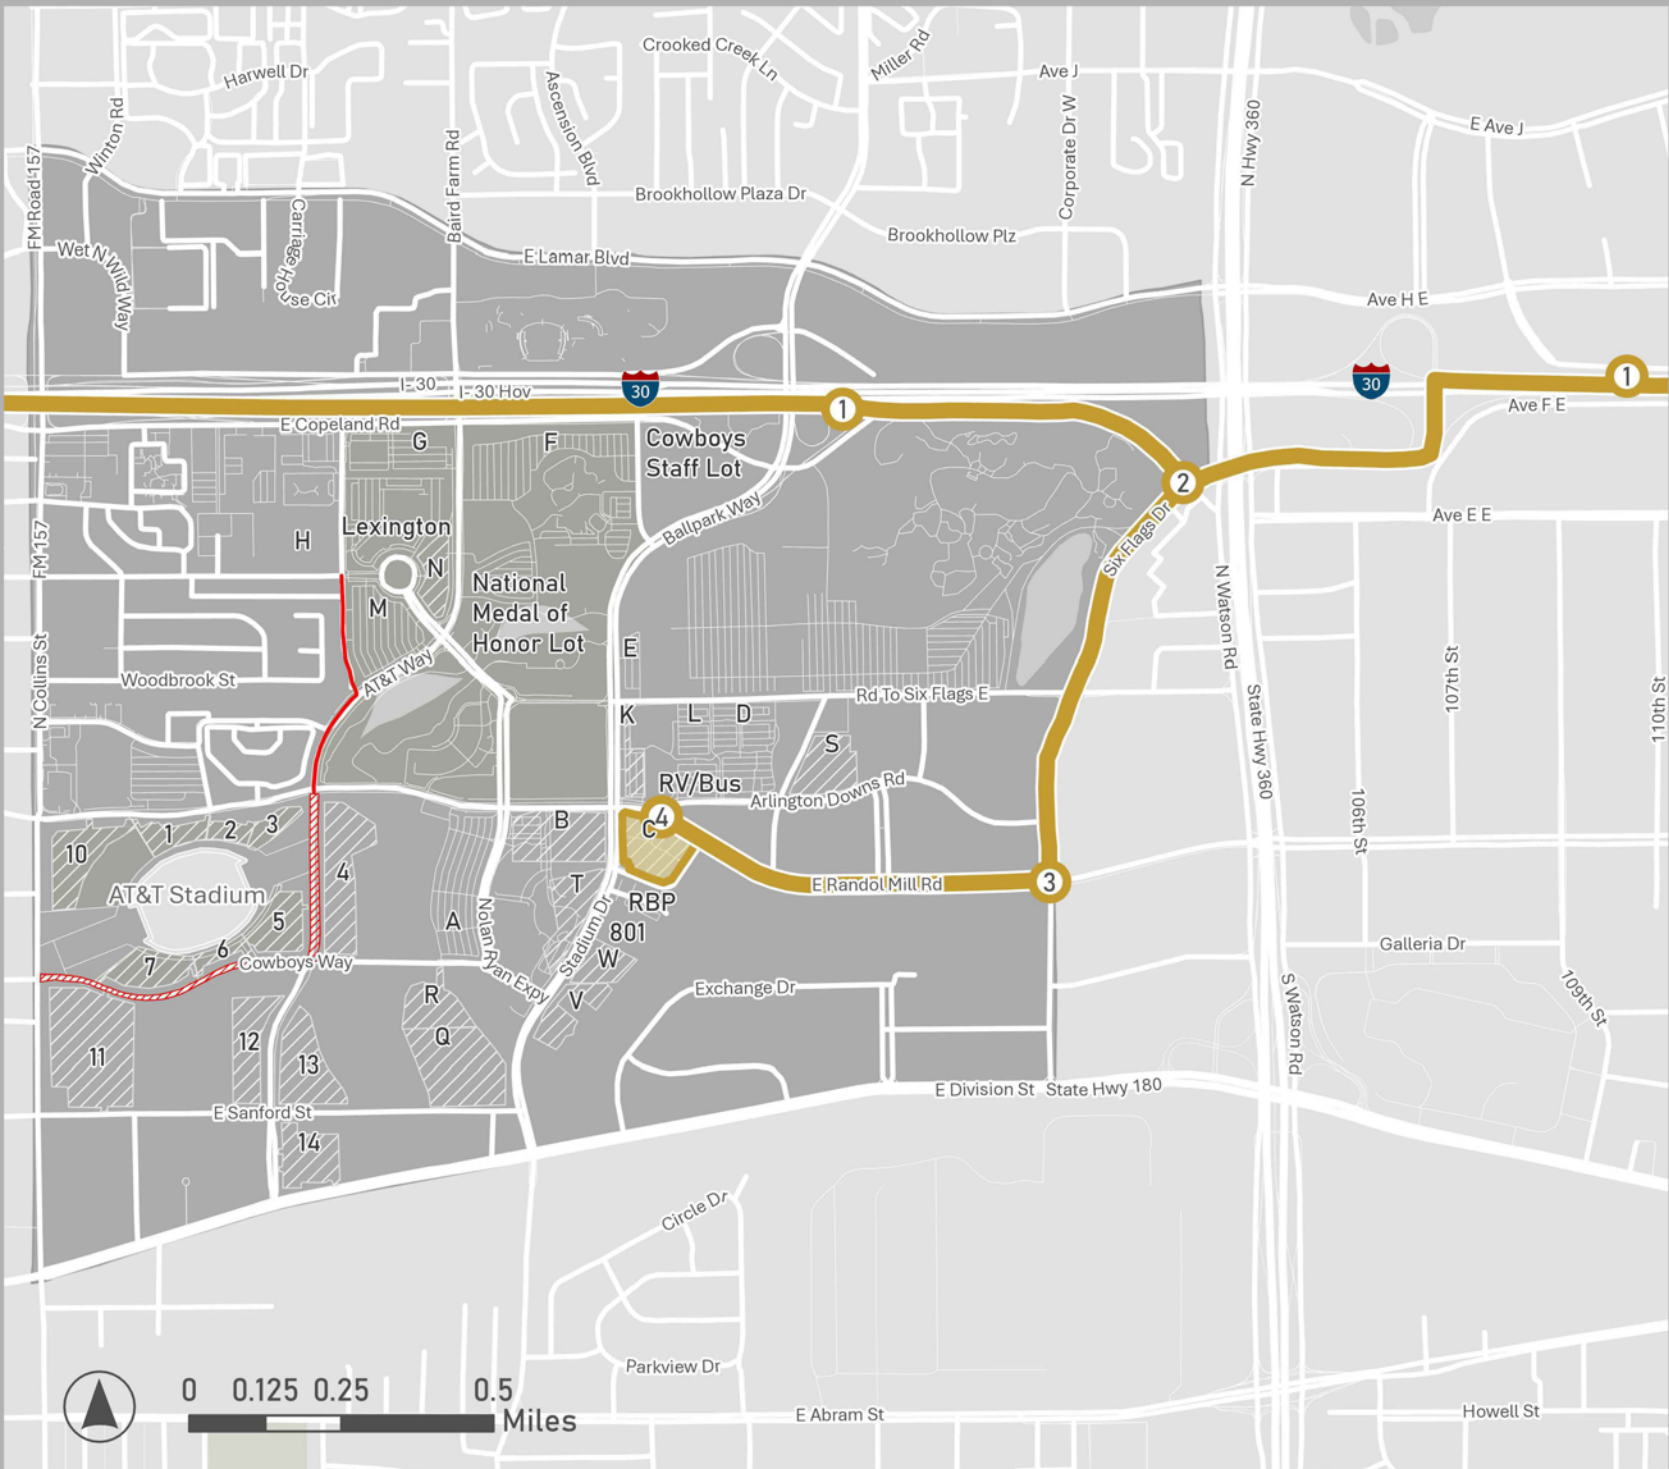 Crooked Creek Ln
Miller Rd
Harwell Dr
Ave J
Ascension Blvd
Winton Rd
Corporate Dr W
N Hwy 360
E Ave J
FM Road 157
Baird Farm Rd
Brookhollow Plaza Dr
Carriage House Cir
Brookhollow Plz
Wet N Wild Way
E Lamar Blvd
Ave H E
I-30
I-30 Hov
30
30
1
1
Ave F E
E Copeland Rd
G
F
Cowboys
Staff Lot
2
Ballpark Way
Lexington
H
N
FM 157
Ave E E
Six Flags Dr
National
Medal of
Honor Lot
M
N Watson Rd
E
AT&T Way
Woodbrook St
N Collins St
Rd To Six Flags E
107th St
110th St
State Hwy 360
K
L
D
S
RV/Bus
Arlington Downs Rd
106th St
B
C
4
1
2
3
10
4
AT&T Stadium
T
E Randol Mill Rd
3
RBP
5
A
801
6
7
Cowboys Way
Nolan Ryan Expy
Stadium Dr
W
Galleria Dr
R
V
Exchange Dr
109th St
S Watson Rd
Q
11
12
13
E Division St
State Hwy 180
E Sanford St
14
Circle Dr
Parkview Dr
0
0.125
0.25
0.5
Miles
E Abram St
Howell St